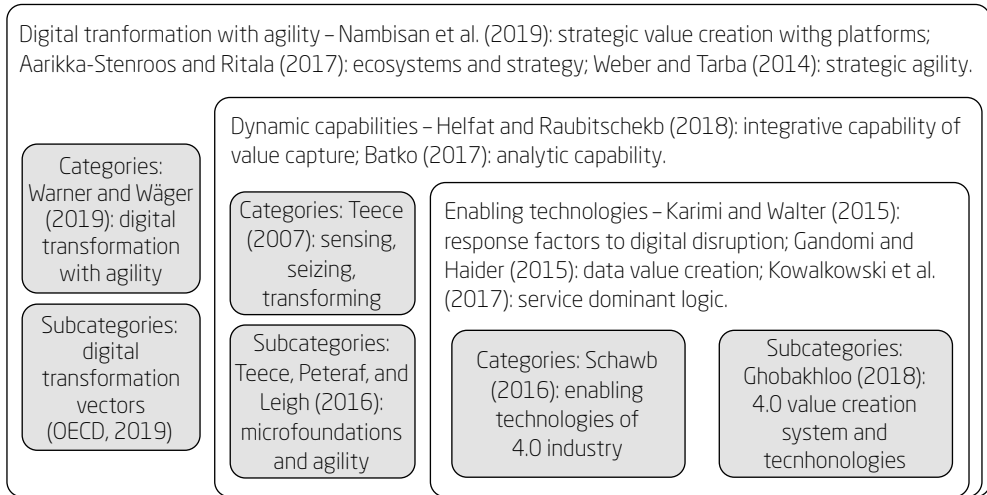 Digital tranformation with agility – Nambisan et al. (2019): strategic value creation withg platforms;
Aarikka-Stenroos and Ritala (2017): ecosystems and strategy; Weber and Tarba (2014): strategic agility.
Dynamic capabilities – Helfat and Raubitschekb (2018): integrative capability of
value capture; Batko (2017): analytic capability.
Categories:
Warner and Wäger
(2019): digital
transformation
with agility
Subcategories:
digital
transformation
vectors
(OECD, 2019)
Categories: Teece
(2007): sensing,
seizing,
transforming
Subcategories:
Teece, Peteraf, and
Leigh (2016):
microfoundations
and agility
Enabling technologies – Karimi and Walter (2015):
response factors to digital disruption; Gandomi and
Haider (2015): data value creation; Kowalkowski et al.
(2017): service dominant logic.
Categories: Schawb
(2016): enabling
technologies of
4.0 industry
Subcategories:
Ghobakhloo (2018):
4.0 value creation
system and
tecnhonologies